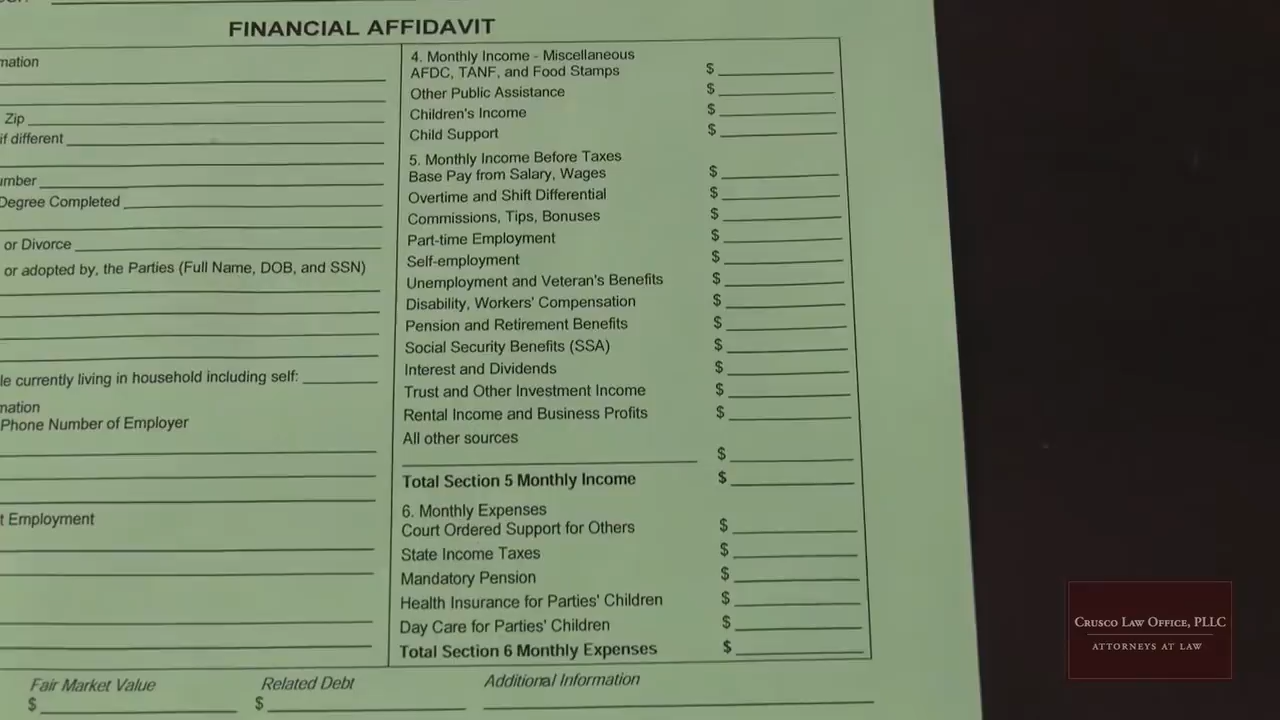 FINANCIAL AFFIDAVIT
mation
Zip
if different
umber
Degree Completed
or Divorce
or adopted by, the Parties (Full Name, DOB, and SSN)
le currently living in household including self:
mation
Phone Number of Employer
t Employment
4. Monthly Income - Miscellaneous
AFDC, TANF, and Food Stamps $
Other Public Assistance $
Children's Income $
Child Support $
5. Monthly Income Before Taxes
Base Pay from Salary, Wages $
Overtime and Shift Differential $
Commissions, Tips, Bonuses $
Part-time Employment $
Self-employment $
Unemployment and Veteran's Benefits $
Disability, Workers' Compensation $
Pension and Retirement Benefits $
Social Security Benefits (SSA) $
Interest and Dividends $
Trust and Other Investment Income $
Rental Income and Business Profits $
All other sources
$
Total Section 5 Monthly Income $
6. Monthly Expenses
Court Ordered Support for Others $
State Income Taxes $
Mandatory Pension $
Health Insurance for Parties' Children $
Day Care for Parties' Children $
Total Section 6 Monthly Expenses $
Fair Market Value Related Debt Additional Information
$ $
CRUSCO LAW OFFICE, PLLC
ATTORNEYS AT LAW